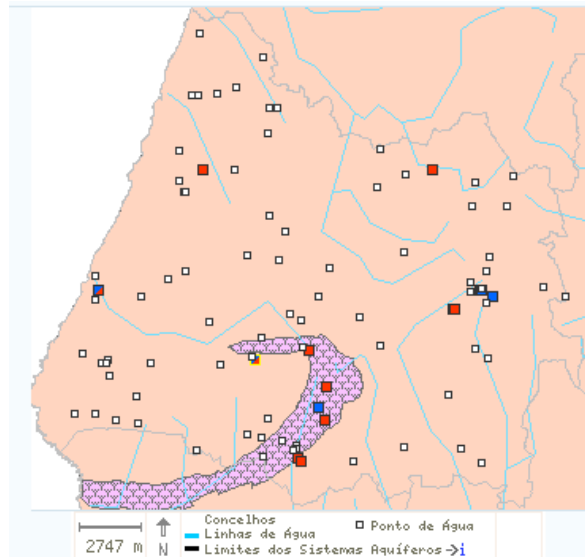 Concelhos
Ponto de Água
Linhas de Água
2747 m
N
Limites dos Sistemas Aquíferos → i